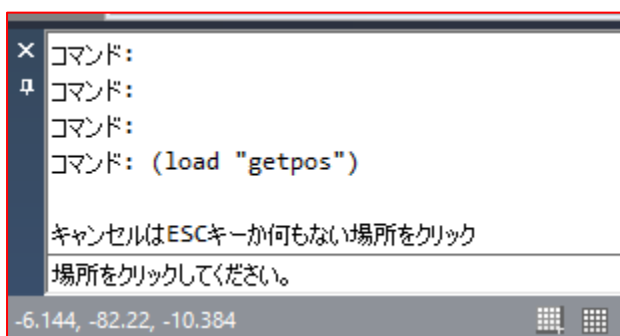 コマンド:
コマンド:
コマンド:
コマンド: (load "getpos")
キャンセルはESCキーか何もない場所をクリック
場所をクリックしてください。
-6.144, -82.22, -10.384